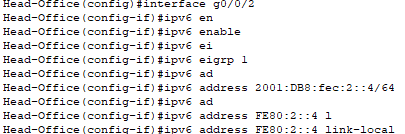 Head-Office(config)#interface g0/0/2
Head-Office(config-if)#ipv6 en
Head-Office(config-if)#ipv6 enable
Head-Office(config-if)#ipv6 ei
Head-Office(config-if)#ipv6 eigrp 1
Head-Office(config-if)#ipv6 ad
Head-Office(config-if)#ipv6 address 2001:DB8:fec:2::4/64
Head-Office(config-if)#ipv6 ad
Head-Office(config-if)#ipv6 address FE80:2::4 l
Head-Office(config-if)#ipv6 address FE80:2::4 link-local